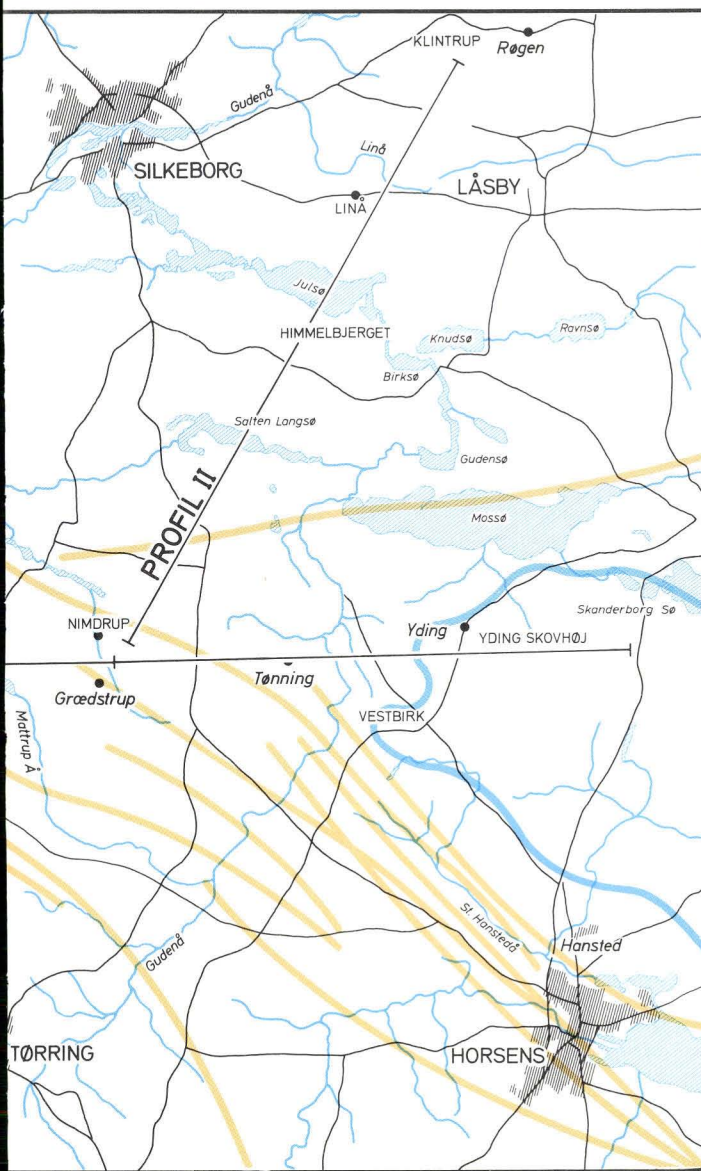 KLINTRUP
Røgen
Gudenå
Linå
SILKEBORG
LÅSBY
LINÅ
Julsø
HIMMELBJERGET
Knudsø
Ravnsø
Birksø
Salten Langsø
Gudensø
PROFIL II
Mossø
Skanderborg Sø
NIMDRUP
Yding
YDING SKOVHØJ
Tønning
Grædstrup
VESTBIRK
Mattrup Å
St. Hanstedå
Hansted
Gudenå
TØRRING
HORSENS